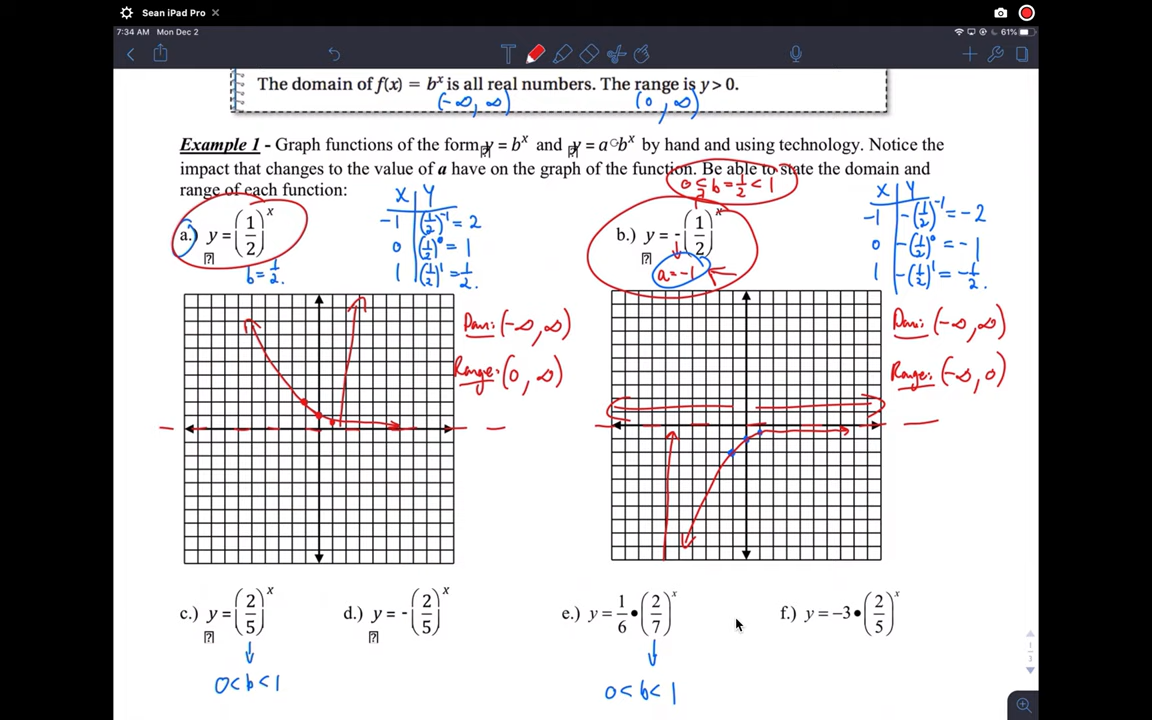 Sean iPad Pro
7:34 AM Mon Dec 2
61%
T
The domain of f(x) = b^x is all real numbers. The range is y > 0.
(-∞, ∞) (0, ∞)
Example 1 - Graph functions of the form y = b^x and y = a○b^x by hand and using technology. Notice the
impact that changes to the value of a have on the graph of the function. Be able to state the domain and
range of each function:
0 < b = 1/2 < 1
a.) y = (1/2)^x
b = 1/2.
X | Y
-1 | (1/2)^-1 = 2
0 | (1/2)^0 = 1
1 | (1/2)^1 = 1/2.
b.) y = -(1/2)^x
a = -1
X | Y
-1 | -(1/2)^-1 = -2
0 | -(1/2)^0 = -1
1 | -(1/2)^1 = -1/2.
Dom: (-∞, ∞)
Range: (0, ∞)
Dom: (-∞, ∞)
Range: (-∞, 0)
c.) y = (2/5)^x d.) y = -(2/5)^x e.) y = 1/6 • (2/7)^x f.) y = -3 • (2/5)^x
0 < b < 1 0 < b < 1